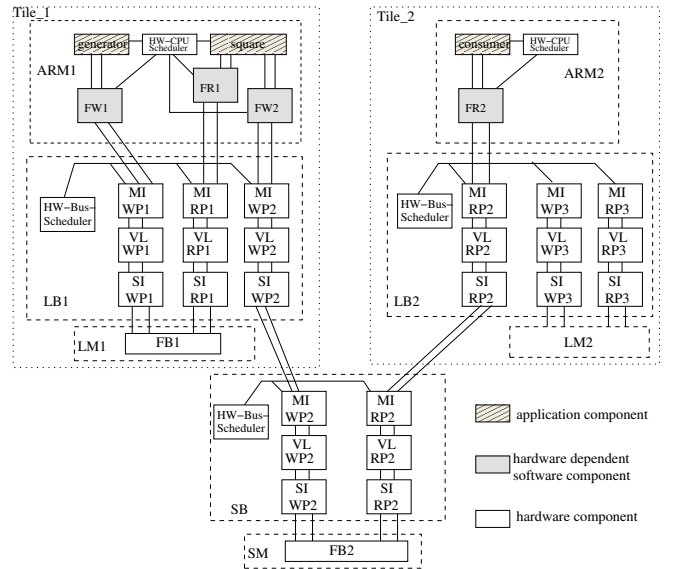 Tile_1
generator
HW-CPU
Scheduler
square
ARM1
FR1
FW1
FW2
MI
WP1
MI
RP1
MI
WP2
HW-Bus-
Scheduler
VL
WP1
VL
RP1
VL
WP2
SI
WP1
SI
RP1
SI
WP2
LB1
LM1
FB1
Tile_2
consumer
HW-CPU
Scheduler
ARM2
FR2
MI
RP2
MI
WP3
MI
RP3
HW-Bus-
Scheduler
VL
RP2
VL
WP3
VL
RP3
SI
RP2
SI
WP3
SI
RP3
LB2
LM2
MI
WP2
MI
RP2
HW-Bus-
Scheduler
VL
WP2
VL
RP2
SI
WP2
SI
RP2
SB
SM
FB2
application component
hardware dependent
software component
hardware component